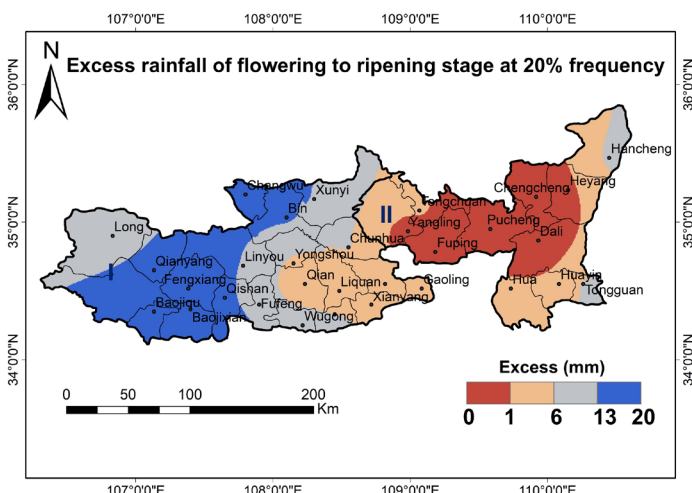 107°0'0"E 108°0'0"E 109°0'0"E 110°0'0"E
N
Excess rainfall of flowering to ripening stage at 20% frequency
36°0'0"N 36°0'0"N
Hancheng
Changwu Xunyi Chengcheng Heyang
Bin II Tongchuan
Long Yangling Pucheng
35°0'0"N 35°0'0"N
Chunhua Fuping Dali
Qianyang Linyou Yongshou
I Fengxiang Qian Gaoling Hua Huayin
Qishan Liquan Tongguan
Baojiqu Fufeng Xianyang
Baojixian Wugong
34°0'0"N 34°0'0"N
Excess (mm)
0 1 6 13 20
0 50 100 200
Km
107°0'0"E 108°0'0"E 109°0'0"E 110°0'0"E